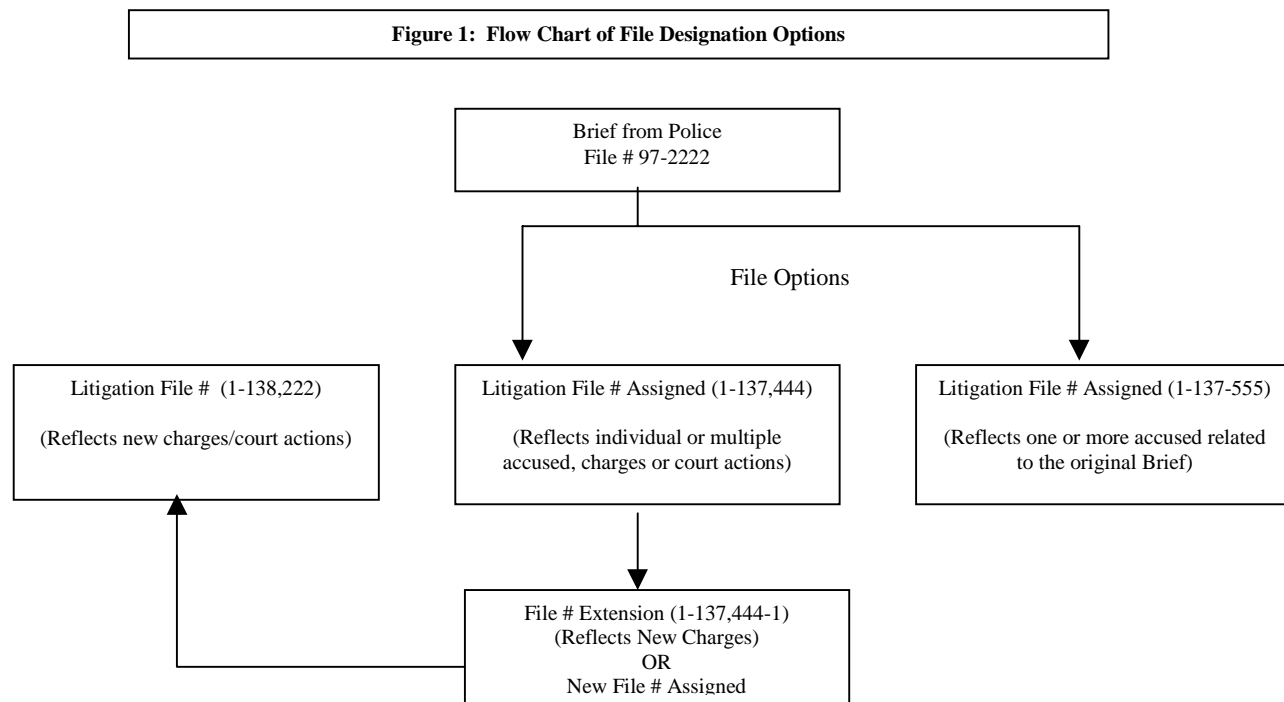 Figure 1: Flow Chart of File Designation Options
Brief from Police
File # 97-2222
File Options
Litigation File # (1-138,222)
(Reflects new charges/court actions)
Litigation File # Assigned (1-137,444)
(Reflects individual or multiple
accused, charges or court actions)
Litigation File # Assigned (1-137-555)
(Reflects one or more accused related
to the original Brief)
File # Extension (1-137,444-1)
(Reflects New Charges)
OR
New File # Assigned